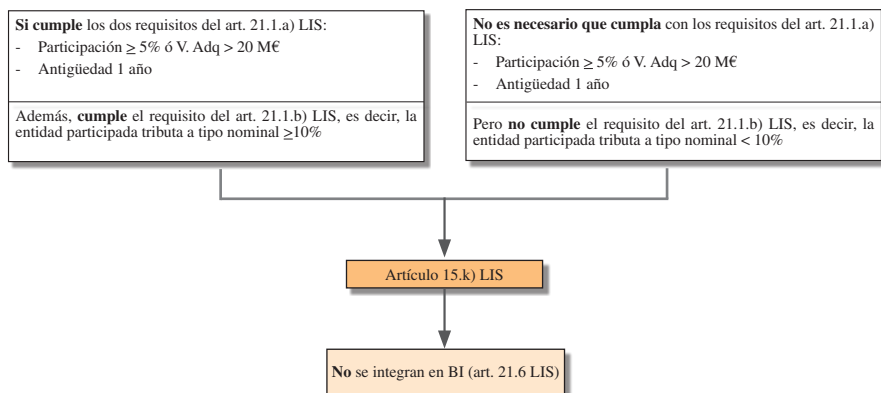 Si cumple los dos requisitos del art. 21.1.a) LIS:
- Participación ≥ 5% ó V. Adq > 20 M€
- Antigüedad 1 año
Además, cumple el requisito del art. 21.1.b) LIS, es decir, la
entidad participada tributa a tipo nominal ≥10%
No es necesario que cumpla con los requisitos del art. 21.1.a)
LIS:
- Participación ≥ 5% ó V. Adq > 20 M€
- Antigüedad 1 año
Pero no cumple el requisito del art. 21.1.b) LIS, es decir, la
entidad participada tributa a tipo nominal < 10%
Artículo 15.k) LIS
No se integran en BI (art. 21.6 LIS)